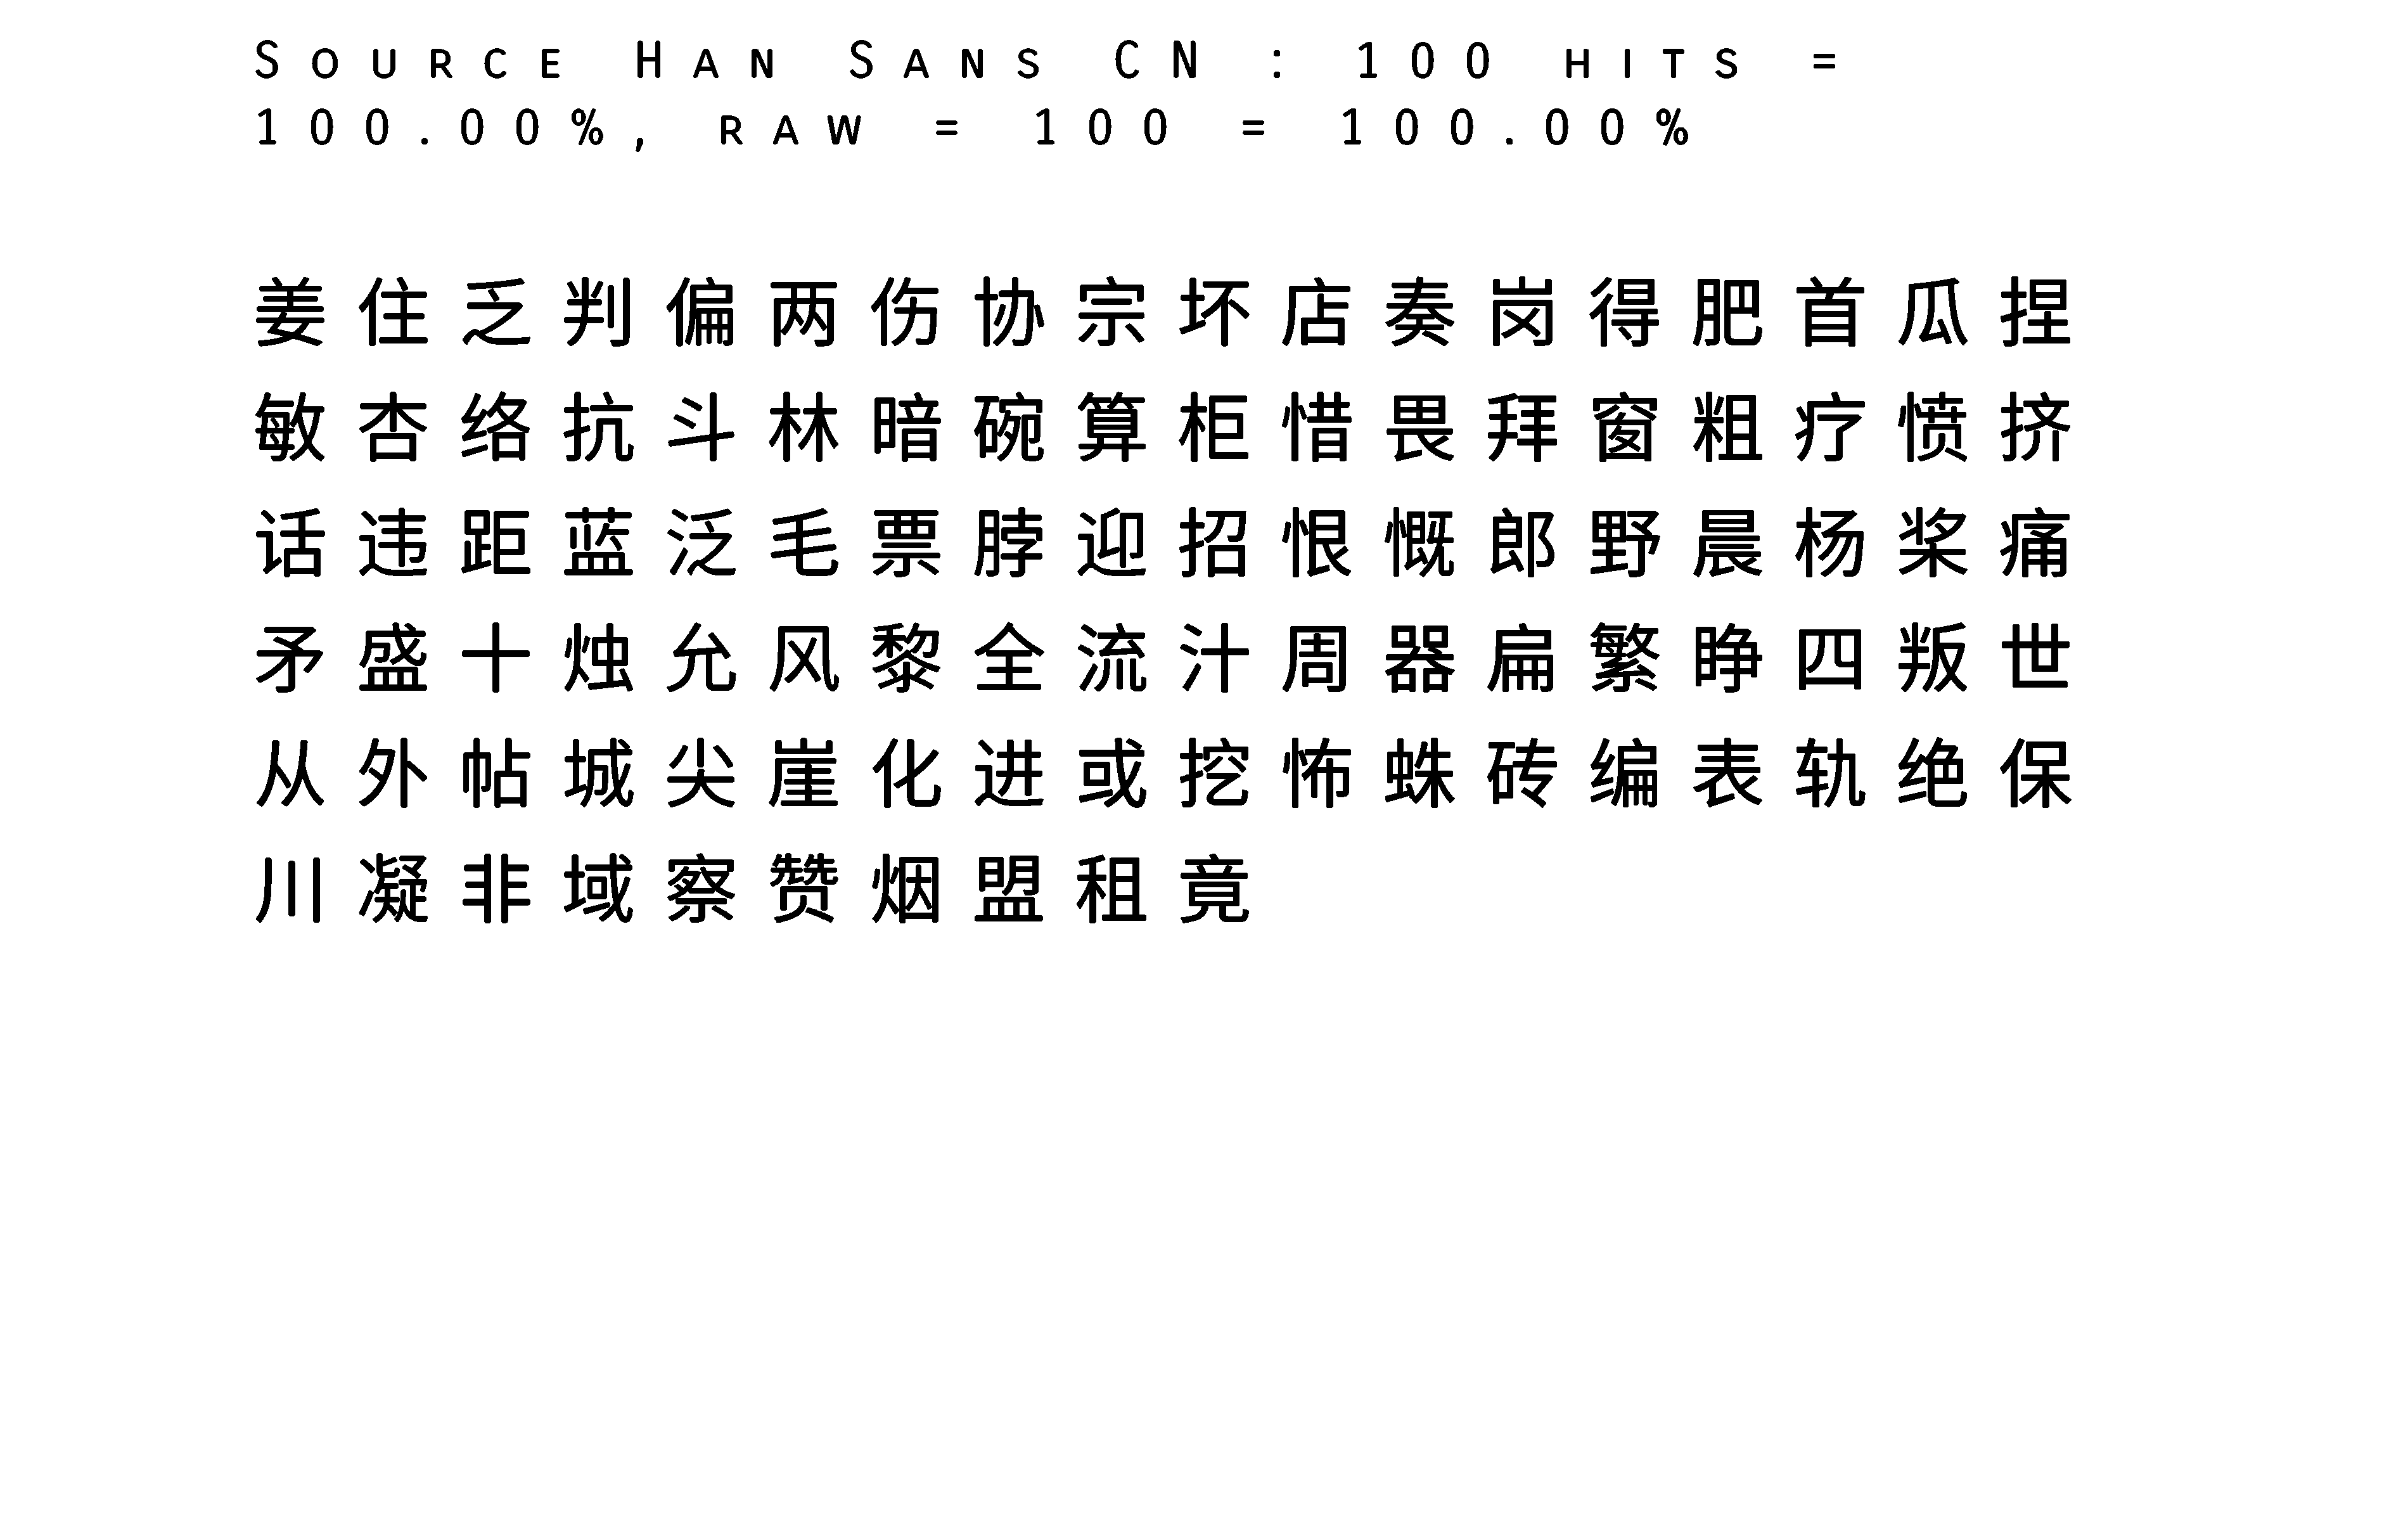 Source Han Sans CN : 100 hits =
100.00%, raw = 100 = 100.00%
姜住乏判偏两伤协宗坏店奏岗得肥首瓜捏
敏杏络抗斗林暗碗算柜惜畏拜窗粗疗愤挤
话违距蓝泛毛票脖迎招恨慨郎野晨杨桨痛
矛盛十烛允风黎全流汁周器扁繁睁四叛世
从外帖城尖崖化进或挖怖蛛砖编表轨绝保
川凝非域察赞烟盟租竟